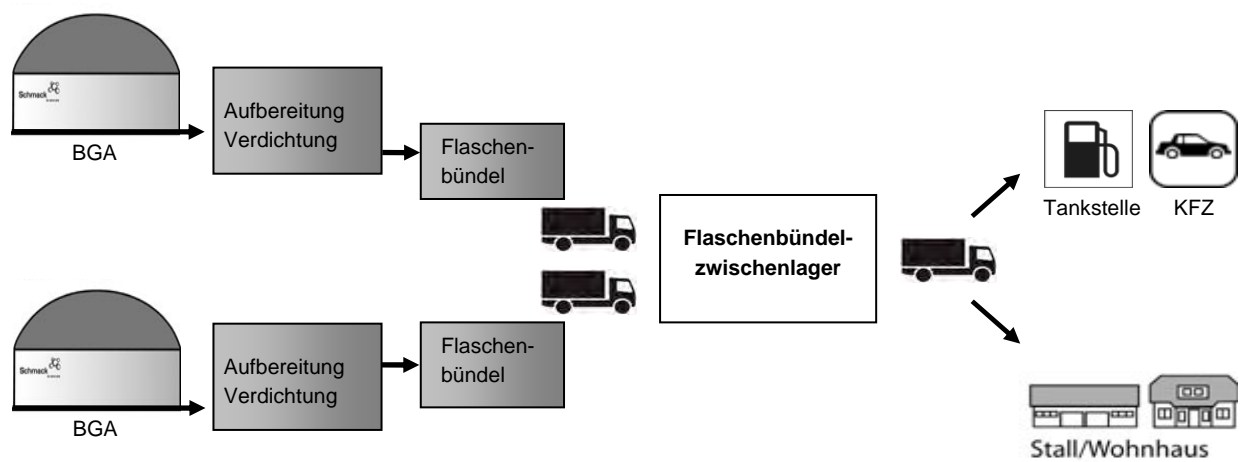 Schmack
BGA
Aufbereitung
Verdichtung
Flaschen-
bündel
Flaschenbündel-
zwischenlager
Tankstelle
KFZ
Schmack
BGA
Aufbereitung
Verdichtung
Flaschen-
bündel
Stall/Wohnhaus